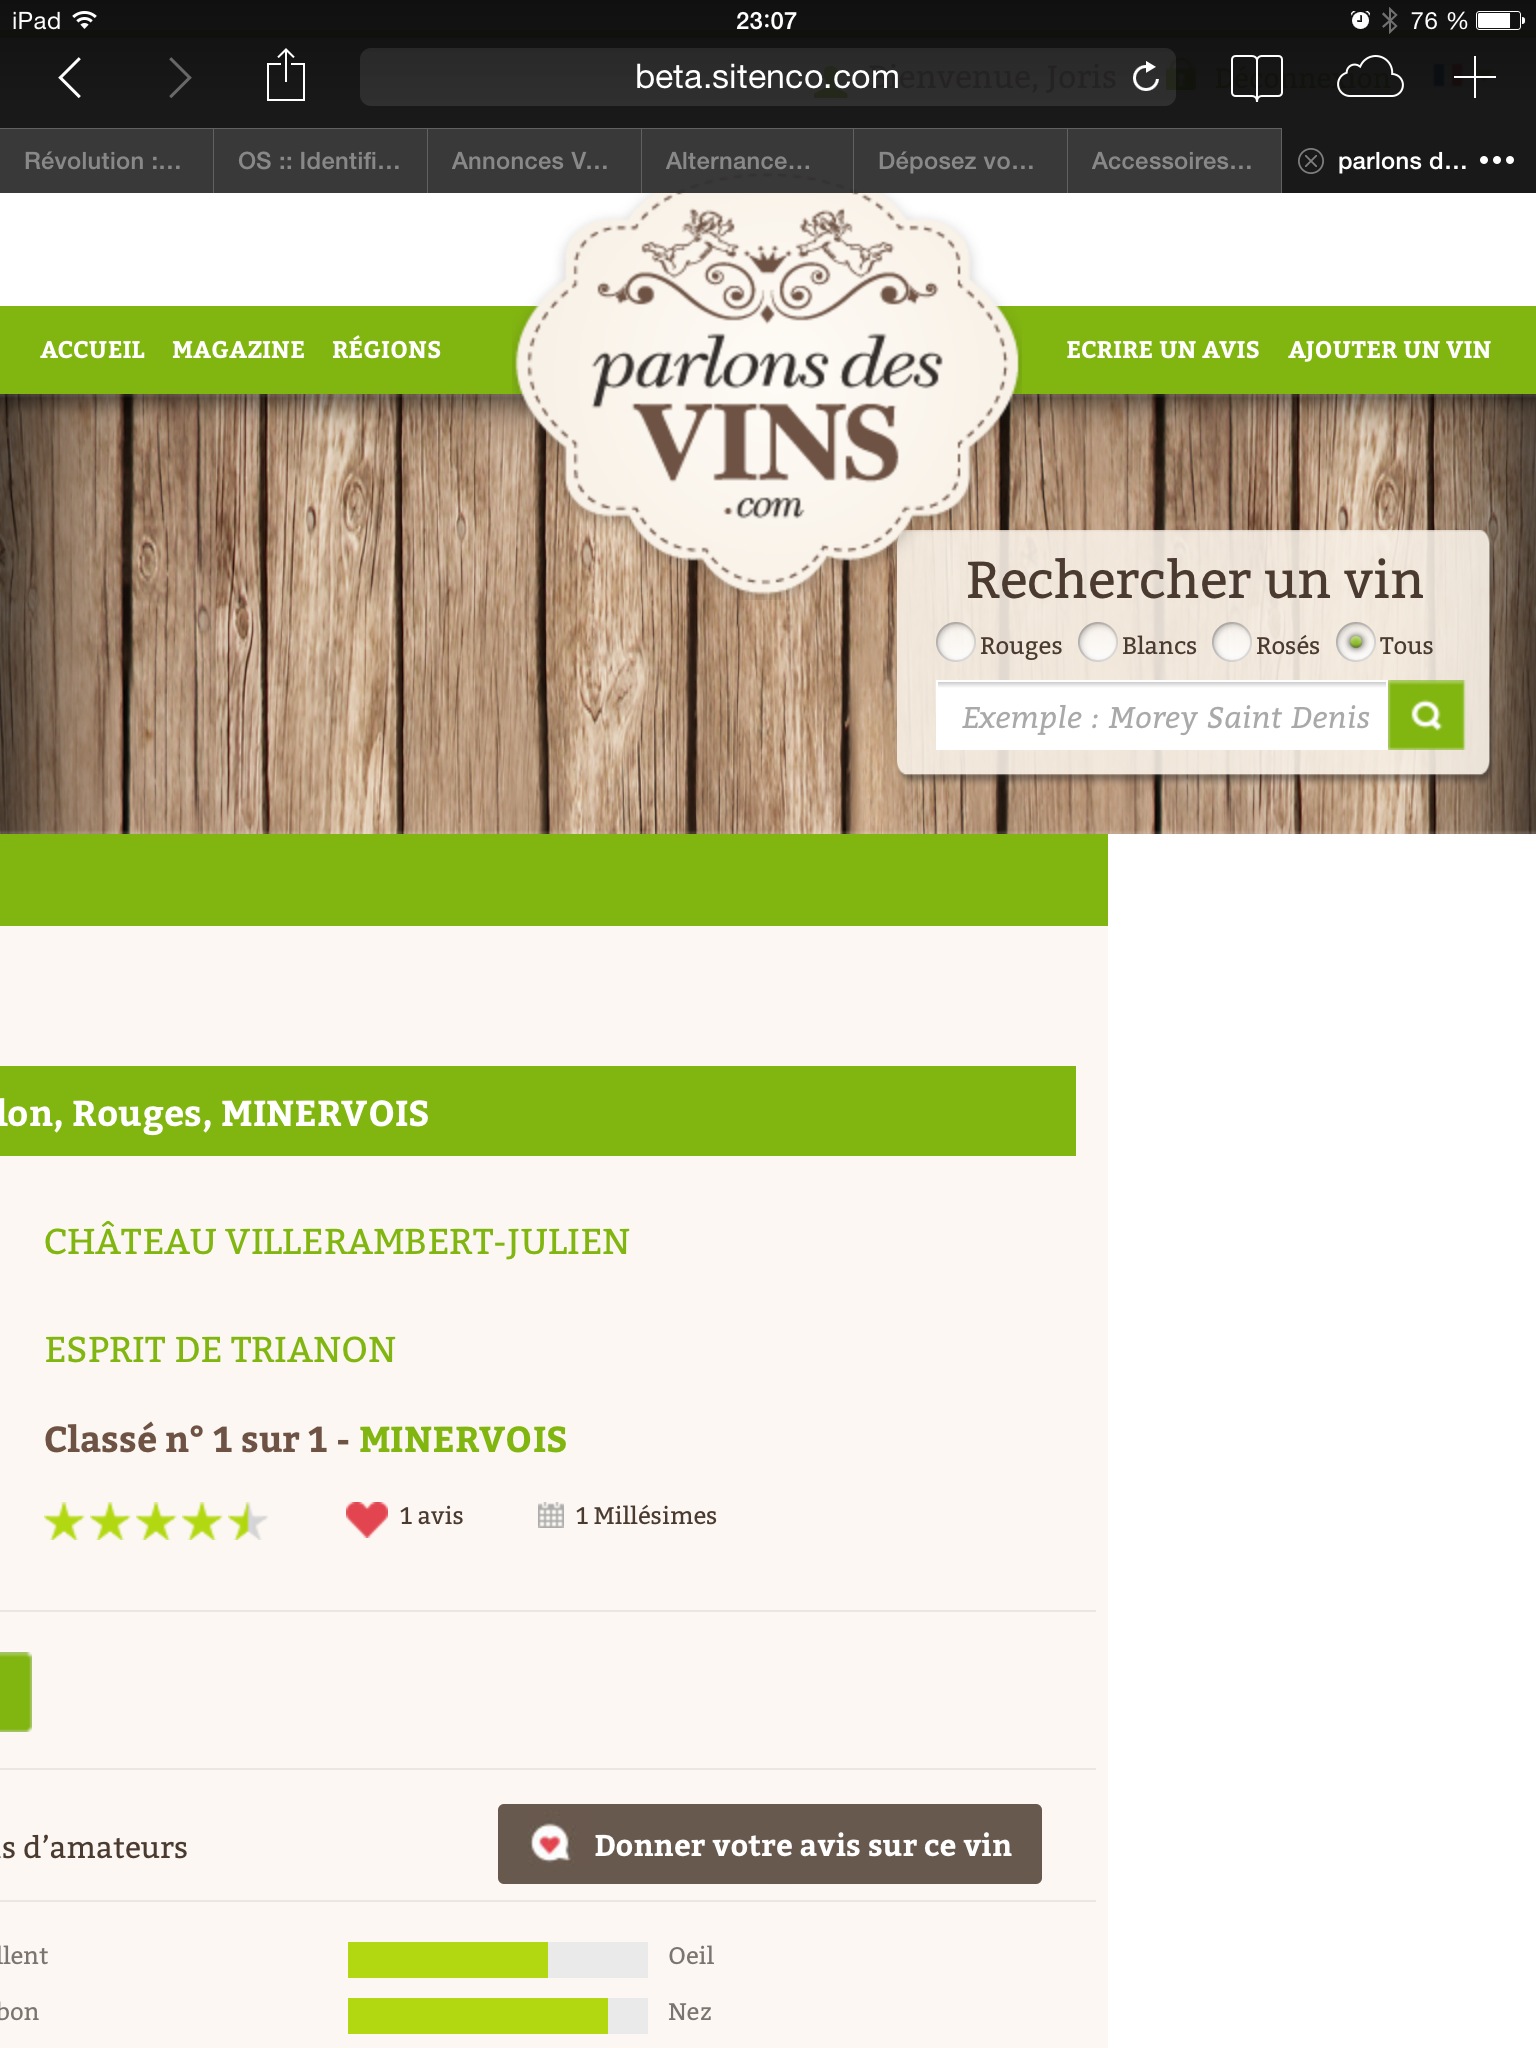 iPad 23:07 76 %
beta.sitenco.com
Bienvenue, Joris
Révolution :... OS :: Identifi... Annonces V... Alternance... Déposez vo... Accessoires... parlons d... •••
ACCUEIL MAGAZINE RÉGIONS ECRIRE UN AVIS AJOUTER UN VIN
parlons des
VINS
.com
Rechercher un vin
Rouges Blancs Rosés Tous
Exemple : Morey Saint Denis
lon, Rouges, MINERVOIS
CHÂTEAU VILLERAMBERT-JULIEN
ESPRIT DE TRIANON
Classé n° 1 sur 1 - MINERVOIS
1 avis 1 Millésimes
s d’amateurs Donner votre avis sur ce vin
llent Oeil
bon Nez